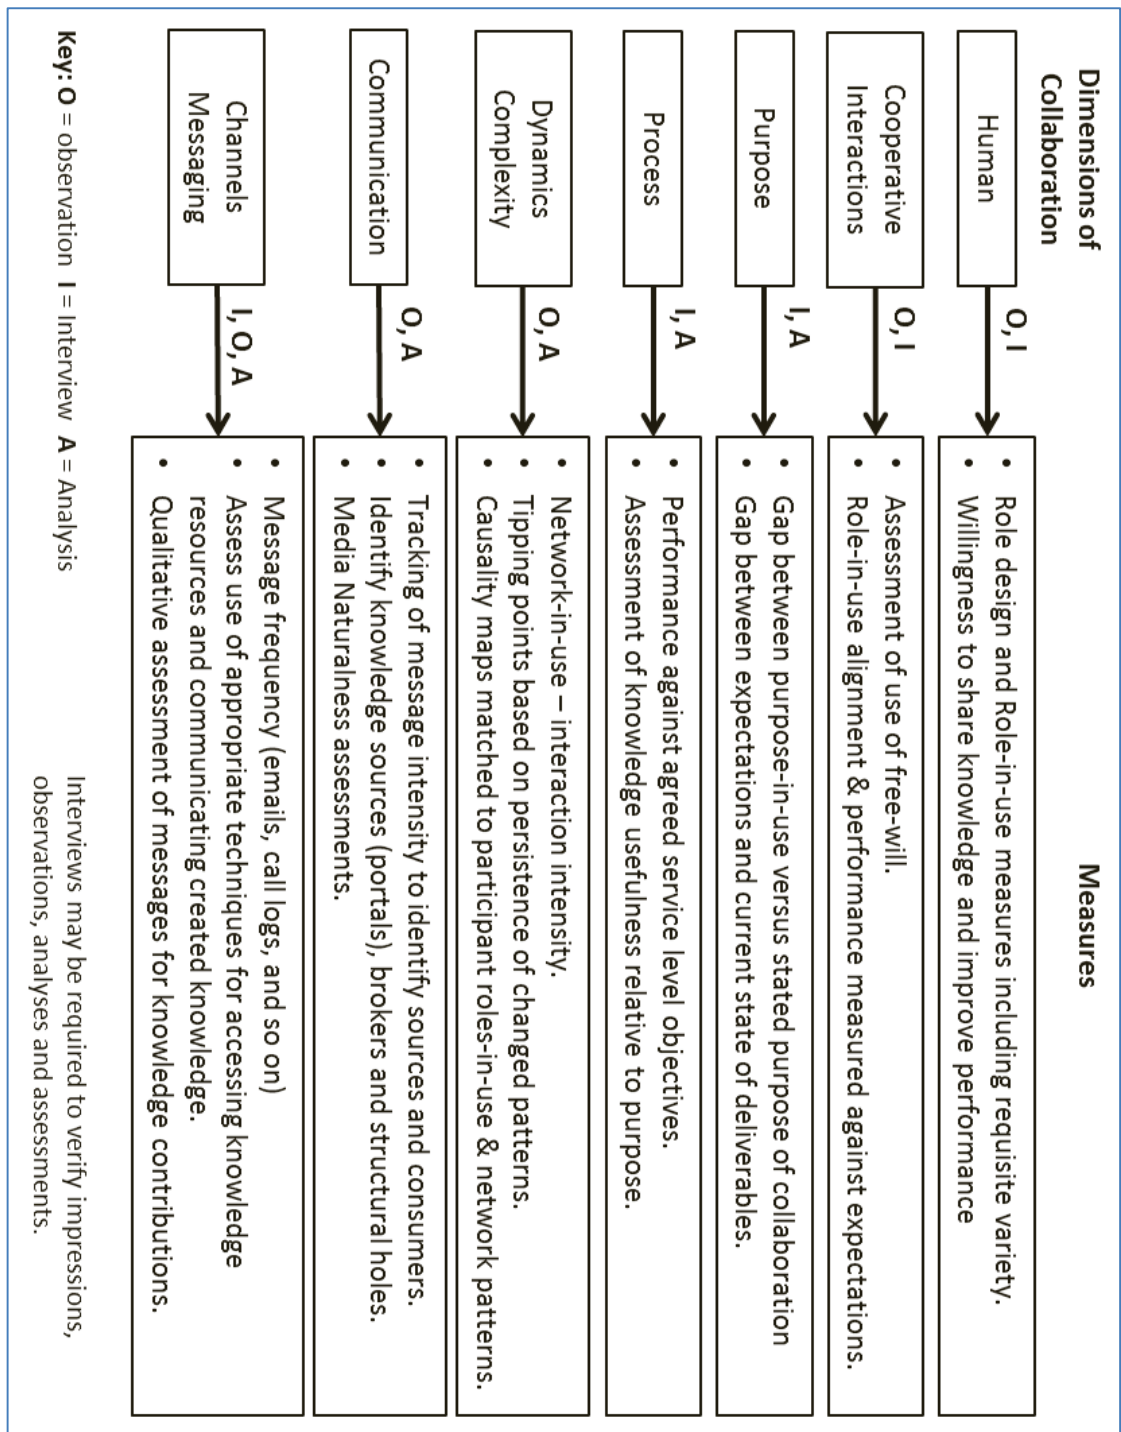 Dimensions of
Collaboration
Measures
Human
O, I
• Role design and Role-in-use measures including requisite variety.
• Willingness to share knowledge and improve performance
Cooperative
Interactions
O, I
• Assessment of use of free-will.
• Role-in-use alignment & performance measured against expectations.
Purpose
I, A
• Gap between purpose-in-use versus stated purpose of collaboration
• Gap between expectations and current state of deliverables.
Process
I, A
• Performance against agreed service level objectives.
• Assessment of knowledge usefulness relative to purpose.
Dynamics
Complexity
O, A
• Network-in-use – interaction intensity.
• Tipping points based on persistence of changed patterns.
• Causality maps matched to participant roles-in-use & network patterns.
Communication
O, A
• Tracking of message intensity to identify sources and consumers.
• Identify knowledge sources (portals), brokers and structural holes.
• Media Naturalness assessments.
Channels
Messaging
I, O, A
• Message frequency (emails, call logs, and so on)
• Assess use of appropriate techniques for accessing knowledge
resources and communicating created knowledge.
• Qualitative assessment of messages for knowledge contributions.
Key: O = observation I = Interview A = Analysis
Interviews may be required to verify impressions,
observations, analyses and assessments.